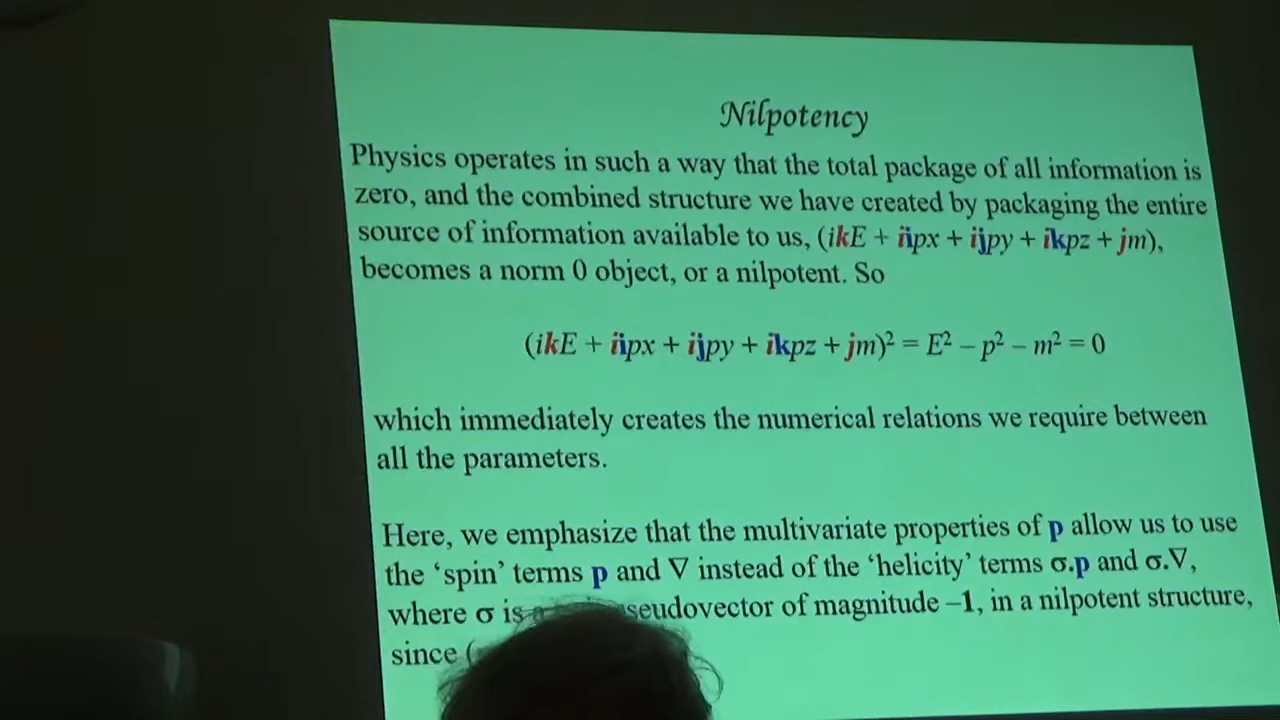 Nilpotency
Physics operates in such a way that the total package of all information is
zero, and the combined structure we have created by packaging the entire
source of information available to us, (ikE + iipx + ijpy + ikpz + jm),
becomes a norm 0 object, or a nilpotent. So
(ikE + iipx + ijpy + ikpz + jm)² = E² – p² – m² = 0
which immediately creates the numerical relations we require between
all the parameters.
Here, we emphasize that the multivariate properties of p allow us to use
the ‘spin’ terms p and ∇ instead of the ‘helicity’ terms σ.p and σ.∇,
where σ is of magnitude –1, in a nilpotent structure,
since (